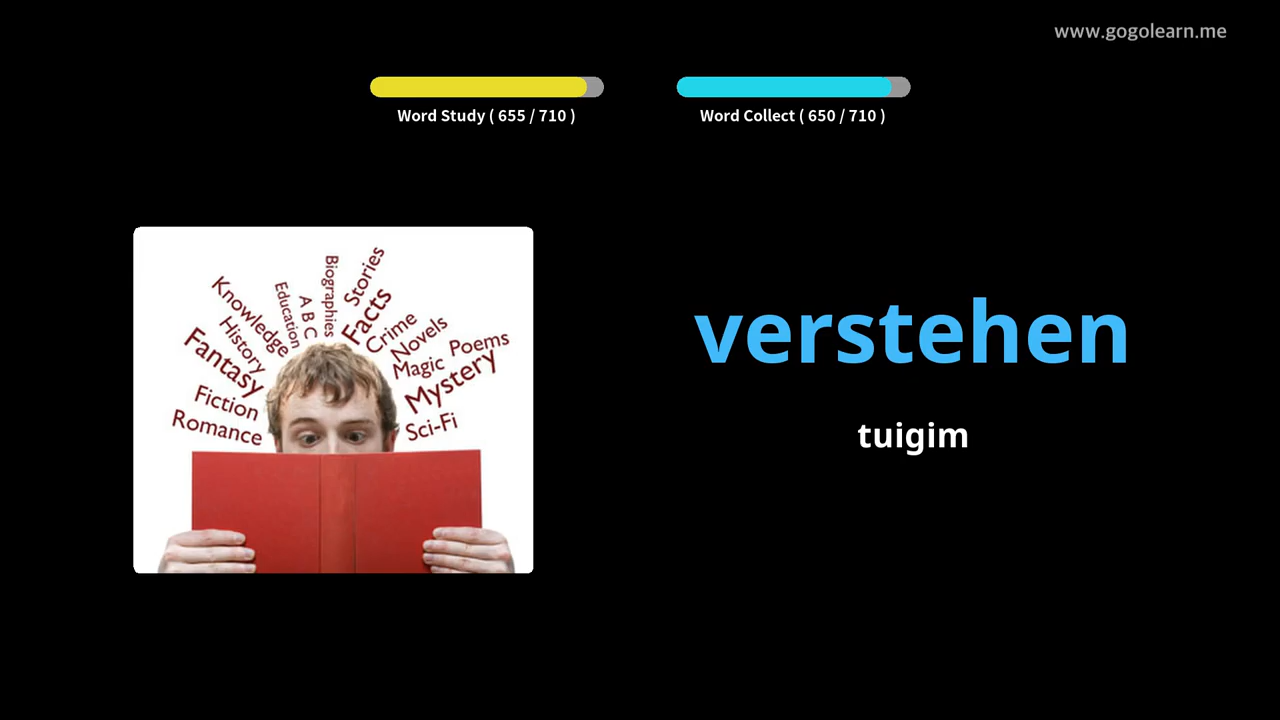 www.gogolearn.me
Word Study ( 655 / 710 )
Word Collect ( 650 / 710 )
Biographies
Stories
Education
A B C
Facts
Knowledge
Crime
History
Novels
Fantasy
Magic
Poems
Mystery
Fiction
Romance
Sci-Fi
verstehen
tuigim